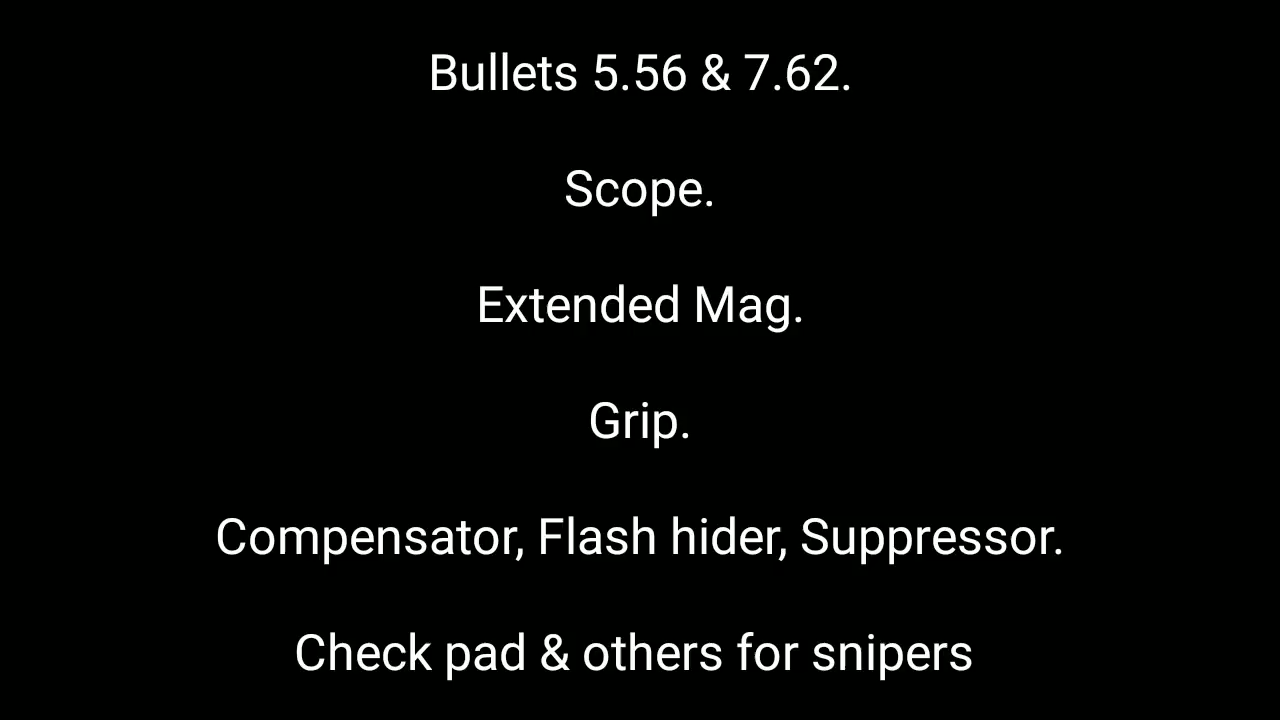 Bullets 5.56 & 7.62.
Scope.
Extended Mag.
Grip.
Compensator, Flash hider, Suppressor.
Check pad & others for snipers